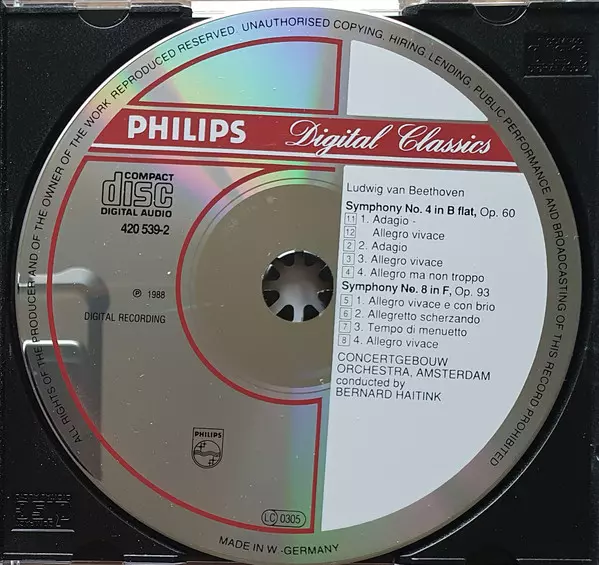 ALL RIGHTS OF THE PRODUCER AND OF THE OWNER OF THE WORK REPRODUCED RESERVED. UNAUTHORISED COPYING, HIRING, LENDING, PUBLIC PERFORMANCE AND BROADCASTING OF THIS RECORD PROHIBITED
PHILIPS Digital Classics
COMPACT
disc
DIGITAL AUDIO
420 539-2
℗ 1988
DIGITAL RECORDING
Ludwig van Beethoven
Symphony No. 4 in B flat, Op. 60
1.1 1. Adagio -
1.2 Allegro vivace
2 2. Adagio
3 3. Allegro vivace
4 4. Allegro ma non troppo
Symphony No. 8 in F, Op. 93
5 1. Allegro vivace e con brio
6 2. Allegretto scherzando
7 3. Tempo di menuetto
8 4. Allegro vivace
CONCERTGEBOUW
ORCHESTRA, AMSTERDAM
conducted by
BERNARD HAITINK
PHILIPS
LC 0305
MADE IN W.-GERMANY